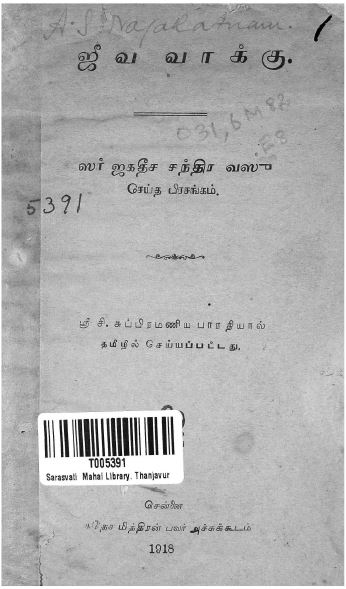 A. S. Nagaratnam.
1
ஜீவ வாக்கு.
031,6M82
.E8
ஸர் ஜகதீச சந்திர வஸு
செய்த பிரசங்கம்.
5391
ஸ்ரீ சி. சுப்பிரமணிய பாரதியால்
தமிழில் செய்யப்பட்டது.
T005391
Sarasvati Mahal Library, Thanjavur
சென்னை
மித்திரன் பவர் அச்சுக்கூடம்
1918